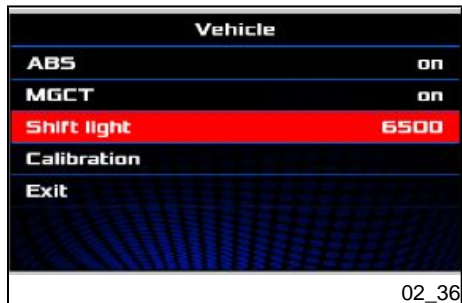 Vehicle
ABS on
MGCT on
Shift light 6500
Calibration
Exit
02_36